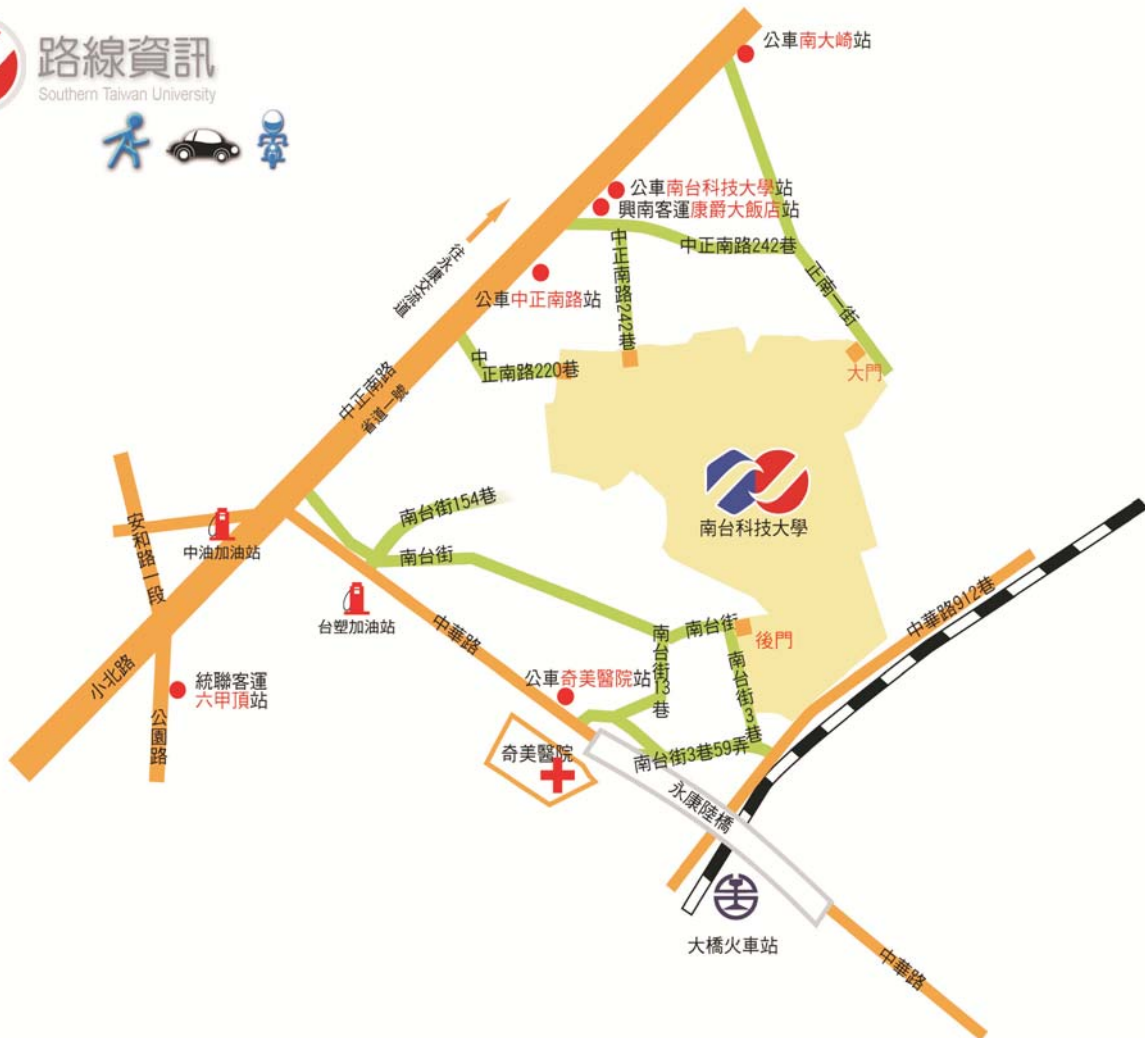 路線資訊
Southern Taiwan University
公車南大崎站
公車南台科技大學站
興南客運康爵大飯店站
中正南路242巷
中正南路242巷
正南一街
往永康交流道
公車中正南路站
中
正南路220巷
大門
中正南路
省道一號
南台科技大學
安和路一段
中油加油站
南台街154巷
南台街
台塑加油站
中華路
中華路912巷
南台街
後門
南台街13巷
南台街3巷
小北路
統聯客運
六甲頂站
公園路
公車奇美醫院站
奇美醫院
南台街3巷59弄
永康陸橋
大橋火車站
中華路